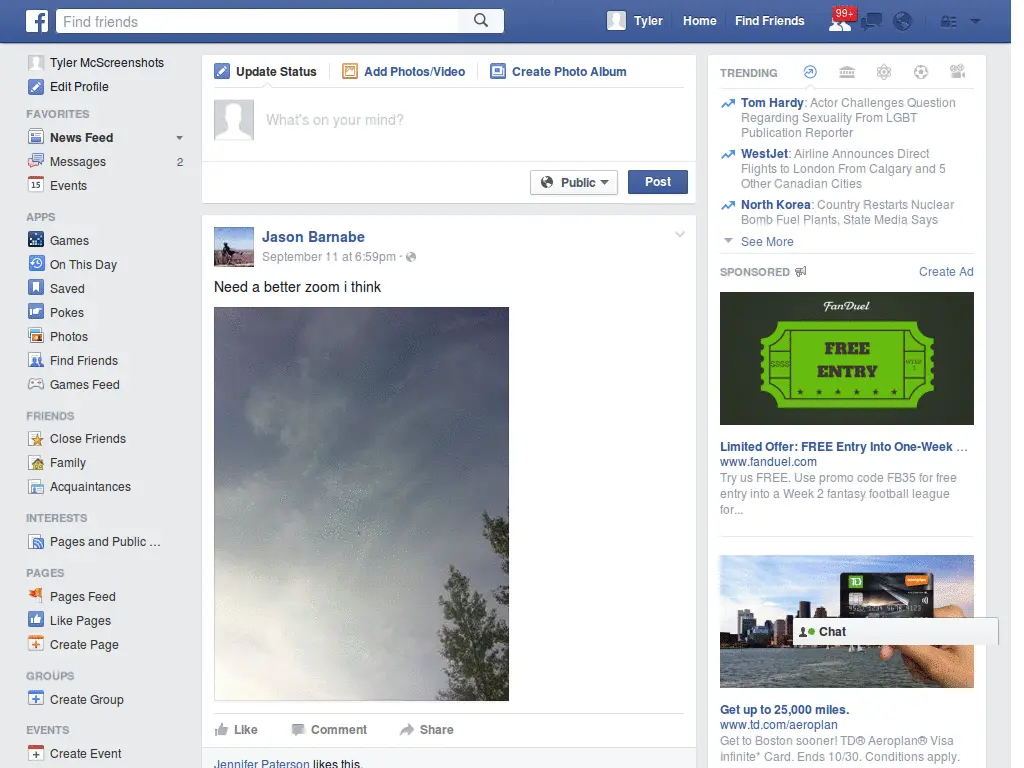 f
Find friends
Tyler
Home
Find Friends
99+
Tyler McScreenshots
Edit Profile
FAVORITES
News Feed
Messages
2
15
Events
APPS
Games
On This Day
Saved
Pokes
Photos
Find Friends
Games Feed
FRIENDS
Close Friends
Family
Acquaintances
INTERESTS
Pages and Public ...
PAGES
Pages Feed
Like Pages
Create Page
GROUPS
Create Group
EVENTS
Create Event
Update Status
Add Photos/Video
Create Photo Album
What's on your mind?
Public
Post
Jason Barnabe
September 11 at 6:59pm ·
Need a better zoom i think
Like
Comment
Share
Jennifer Paterson likes this.
TRENDING
Tom Hardy: Actor Challenges Question
Regarding Sexuality From LGBT
Publication Reporter
WestJet: Airline Announces Direct
Flights to London From Calgary and 5
Other Canadian Cities
North Korea: Country Restarts Nuclear
Bomb Fuel Plants, State Media Says
See More
SPONSORED
Create Ad
FanDuel
FREE
ENTRY
Limited Offer: FREE Entry Into One-Week ...
www.fanduel.com
Try us FREE. Use promo code FB35 for free
entry into a Week 2 fantasy football league
for...
TD
Chat
Get up to 25,000 miles.
www.td.com/aeroplan
Get to Boston sooner! TD® Aeroplan® Visa
Infinite* Card. Ends 10/30. Conditions apply.